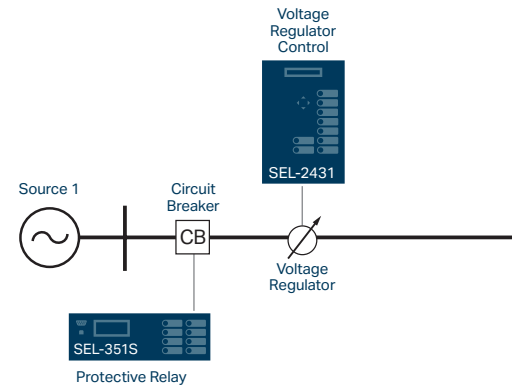 Voltage
Regulator
Control
SEL-2431
Source 1
Circuit
Breaker
CB
Voltage
Regulator
SEL-351S
Protective Relay